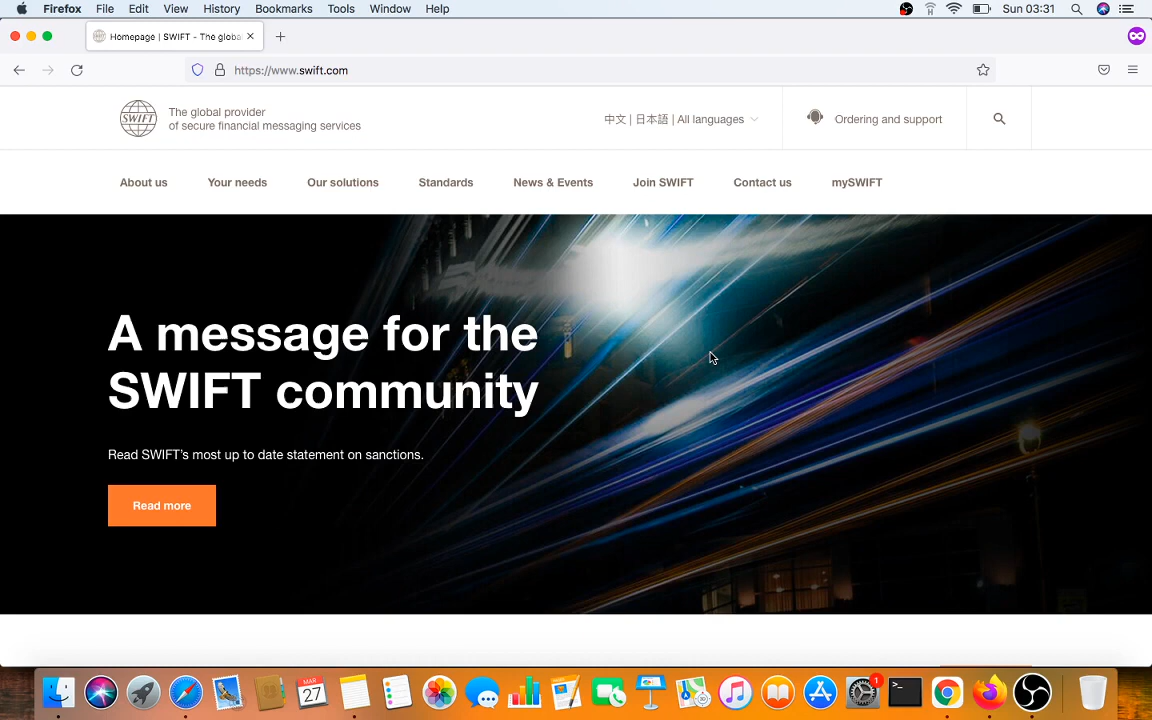 Firefox File Edit View History Bookmarks Tools Window Help Sun 03:31
Homepage | SWIFT - The globa
https://www.swift.com
SWIFT
The global provider
of secure financial messaging services
中文 | 日本語 | All languages
Ordering and support
About us Your needs Our solutions Standards News & Events Join SWIFT Contact us mySWIFT
A message for the
SWIFT community
Read SWIFT's most up to date statement on sanctions.
Read more
MAR
27
1